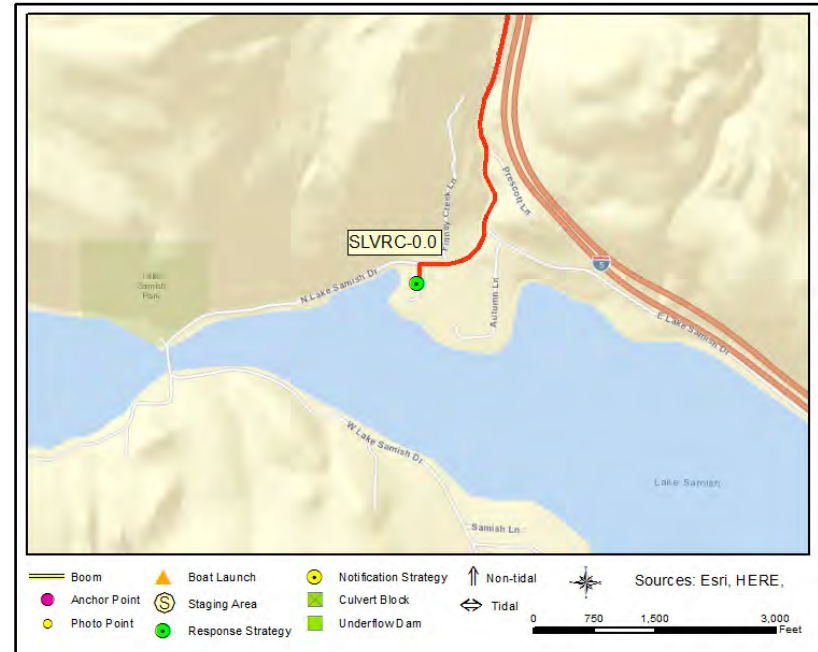 Prescott Ln
Finney Creek Ln
SLVRC-0.0
5
Lake
Samish
Park
N Lake Samish Dr
Autumn Ln
E Lake Samish Dr
W Lake Samish Dr
Lake Samish
Samish Ln
Boom
Boat Launch
Notification Strategy
Non-tidal
Sources: Esri, HERE,
Anchor Point
S
Staging Area
Culvert Block
Tidal
Photo Point
Response Strategy
Underflow Dam
0 750 1,500 3,000
Feet